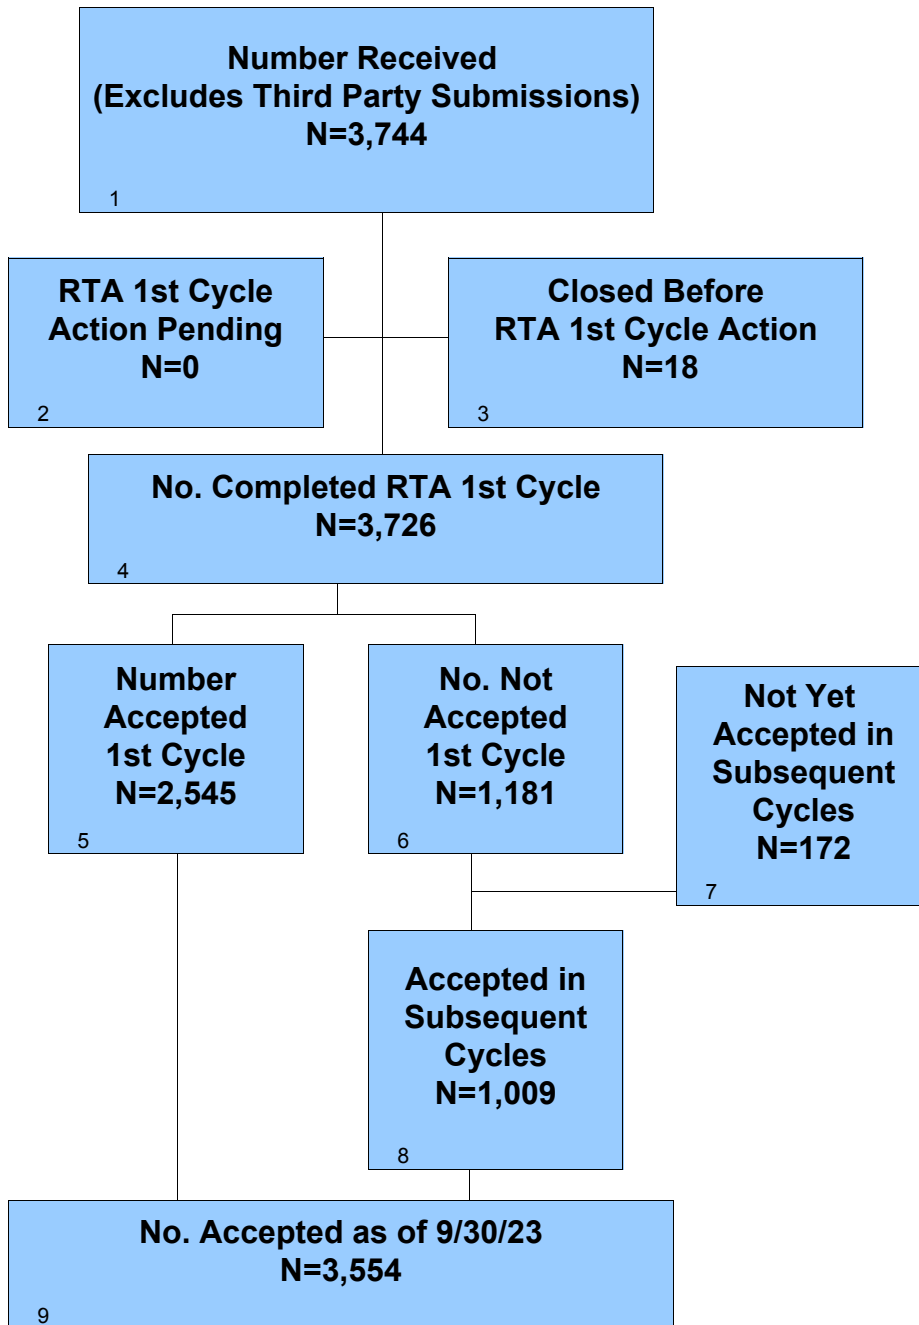 Number Received
(Excludes Third Party Submissions)
N=3,744
1
RTA 1st Cycle
Action Pending
N=0
2
Closed Before
RTA 1st Cycle Action
N=18
3
No. Completed RTA 1st Cycle
N=3,726
4
Number
Accepted
1st Cycle
N=2,545
5
No. Not
Accepted
1st Cycle
N=1,181
6
Not Yet
Accepted in
Subsequent
Cycles
N=172
7
Accepted in
Subsequent
Cycles
N=1,009
8
No. Accepted as of 9/30/23
N=3,554
9